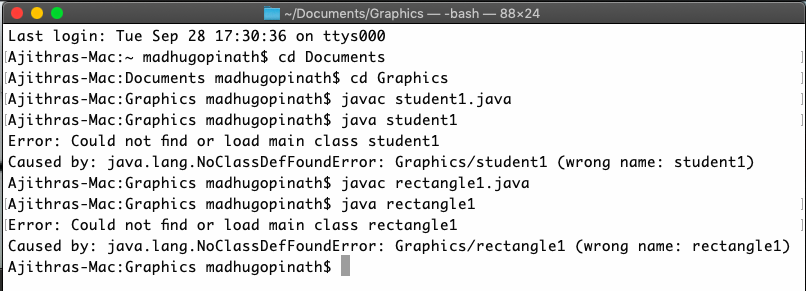 ~/Documents/Graphics — -bash — 88×24
Last login: Tue Sep 28 17:30:36 on ttys000
[Ajithras-Mac:~ madhugopinath$ cd Documents ]
[Ajithras-Mac:Documents madhugopinath$ cd Graphics ]
[Ajithras-Mac:Graphics madhugopinath$ javac student1.java ]
[Ajithras-Mac:Graphics madhugopinath$ java student1 ]
Error: Could not find or load main class student1
Caused by: java.lang.NoClassDefFoundError: Graphics/student1 (wrong name: student1)
[Ajithras-Mac:Graphics madhugopinath$ javac rectangle1.java ]
[Ajithras-Mac:Graphics madhugopinath$ java rectangle1 ]
Error: Could not find or load main class rectangle1
Caused by: java.lang.NoClassDefFoundError: Graphics/rectangle1 (wrong name: rectangle1)
Ajithras-Mac:Graphics madhugopinath$